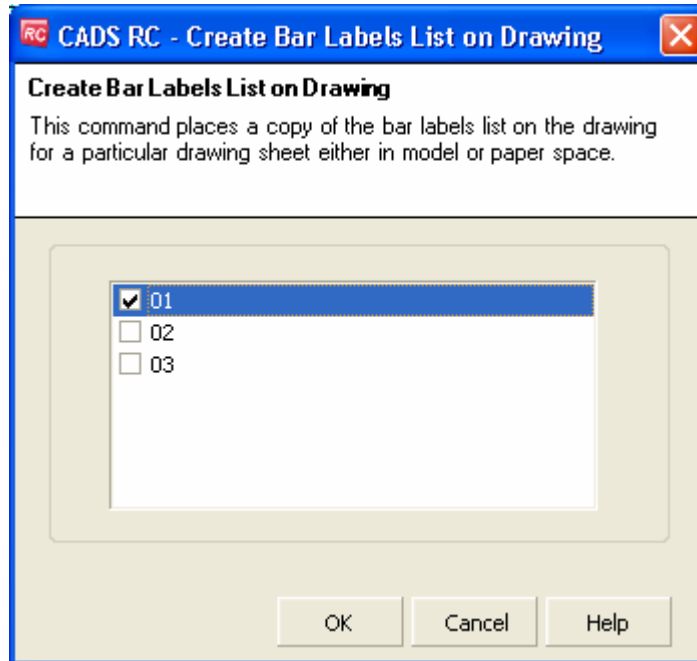 RC CADS RC - Create Bar Labels List on Drawing
Create Bar Labels List on Drawing
This command places a copy of the bar labels list on the drawing
for a particular drawing sheet either in model or paper space.
01
02
03
OK Cancel Help